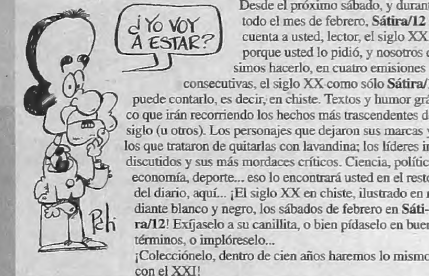 ¿YO VOY
A ESTAR?
Desde el próximo sábado, y durant
todo el mes de febrero, Sátira/12
cuenta a usted, lector, el siglo XX
porque usted lo pidió, y nosotros q
simos hacerlo, en cuatro emisiones
consecutivas, el siglo XX como sólo Sátira/1
puede contarlo, es decir, en chiste. Textos y humor grá
co que irán recorriendo los hechos más trascendentes d
siglo (u otros). Los personajes que dejaron sus marcas y
los que trataron de quitarlas con lavandina; los líderes in
discutidos y sus más mordaces críticos. Ciencia, polític
economía, deporte... eso lo encontrará usted en el resto
del diario, aquí... ¡El siglo XX en chiste, ilustrado en r
diante blanco y negro, los sábados de febrero en Sáti-
ra/12! Exíjaselo a su canillita, o bien pídaselo en buen
términos, o implóreselo...
¡Colecciónelo, dentro de cien años haremos lo mismo
con el XXI!